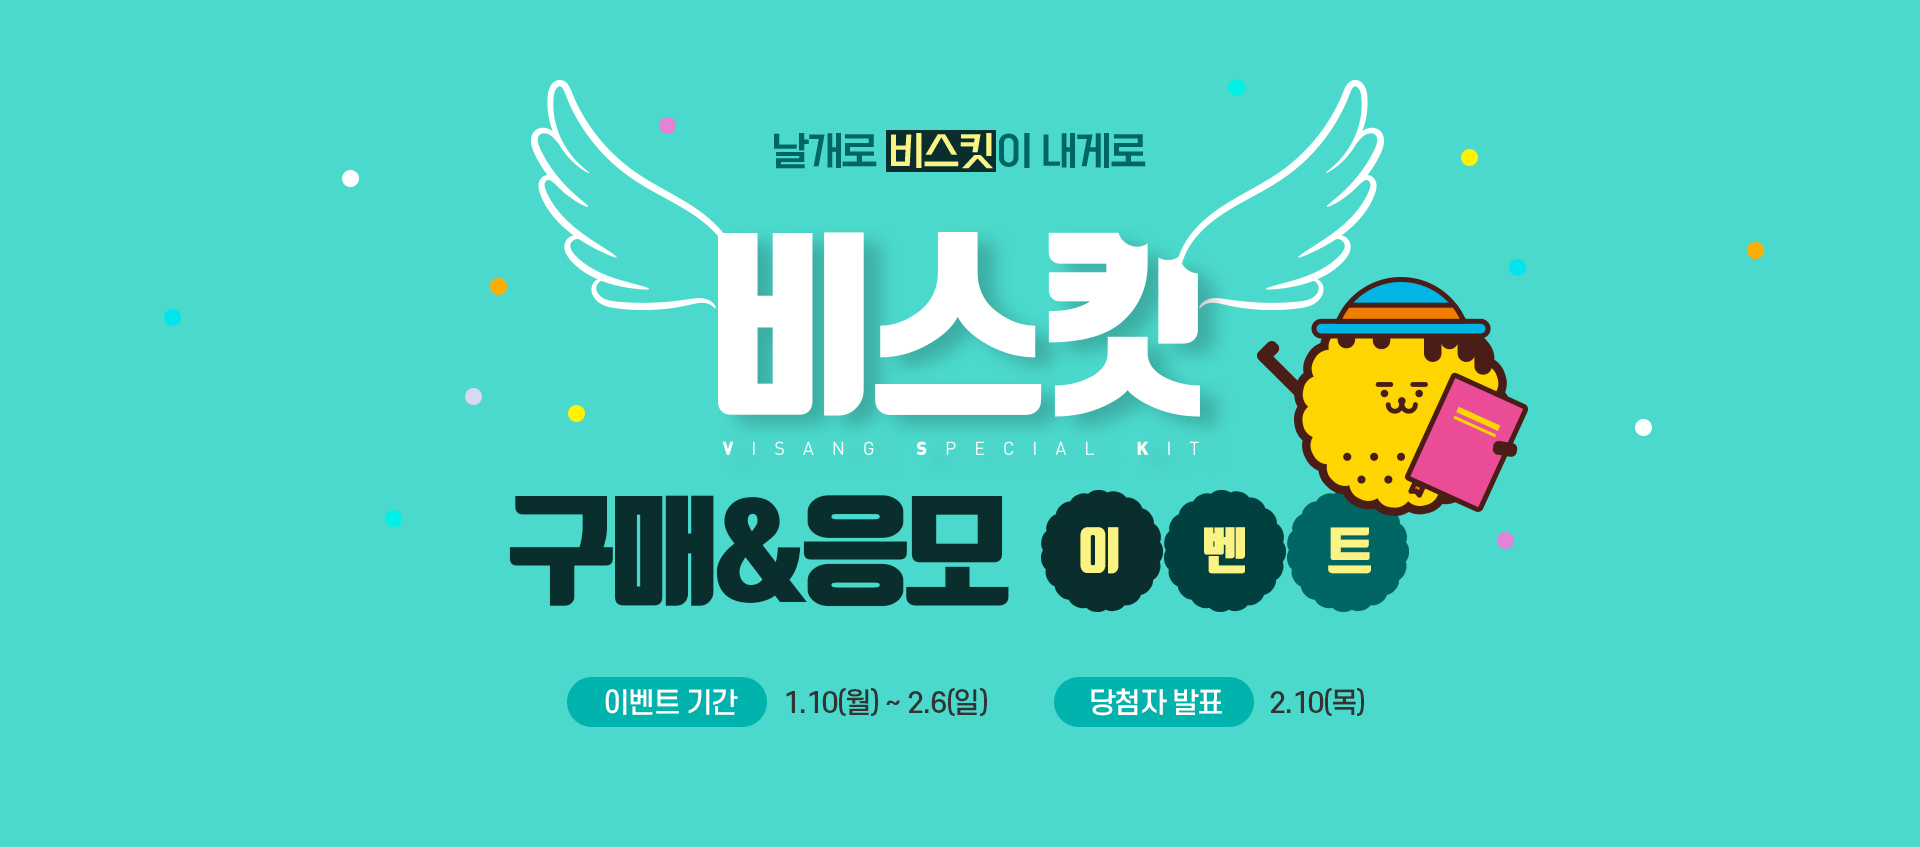 날개로 비스킷이 내게로
비스킷
VISANG SPECIAL KIT
구매&응모 이벤트
이벤트 기간 1.10(월) ~ 2.6(일) 당첨자 발표 2.10(목)